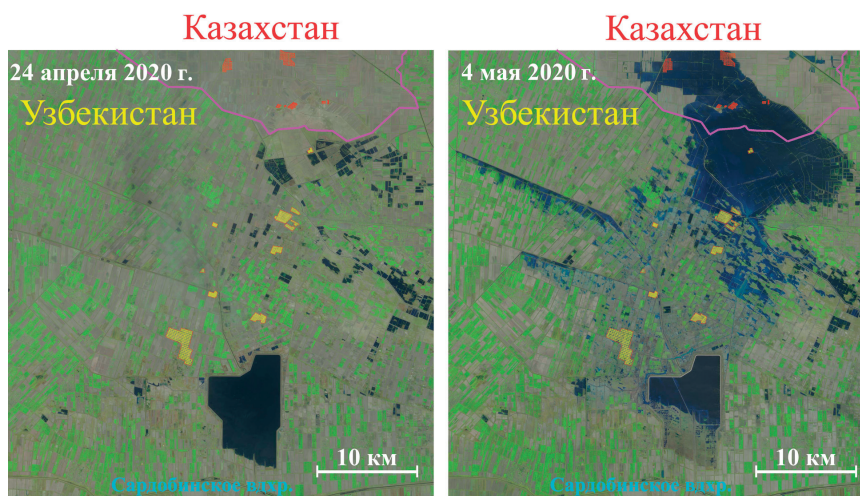 Казахстан
24 апреля 2020 г.
Узбекистан
10 км
Сардобинское вдхр.
Казахстан
4 мая 2020 г.
Узбекистан
10 км
Сардобинское вдхр.